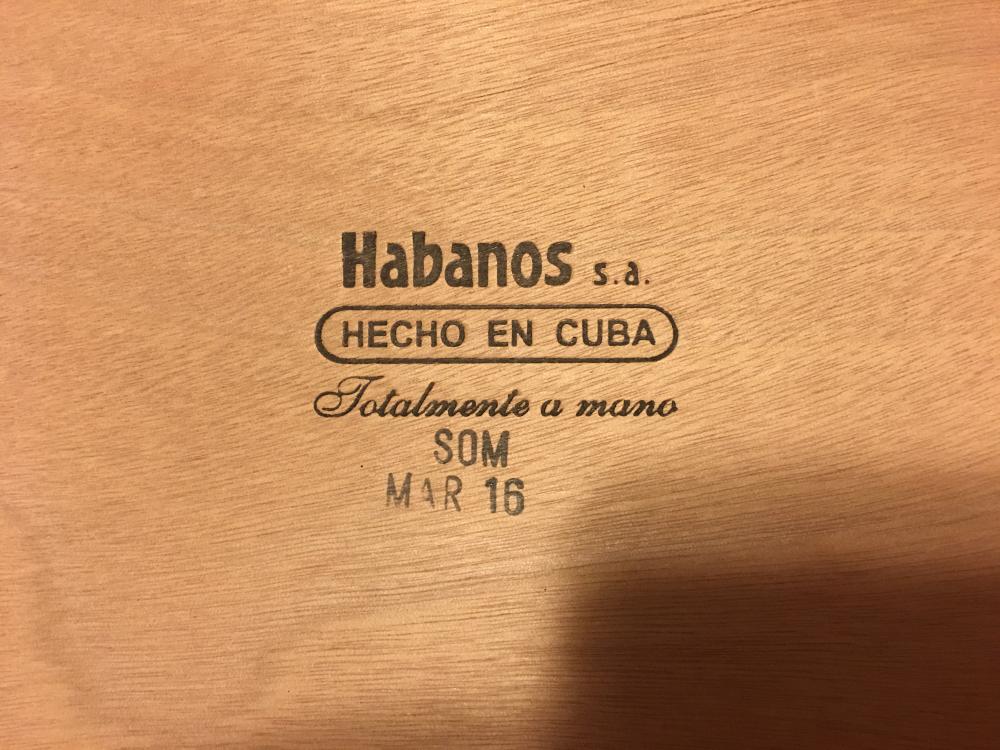 Habanos s.a.
HECHO EN CUBA
Totalmente a mano
SOM
MAR 16